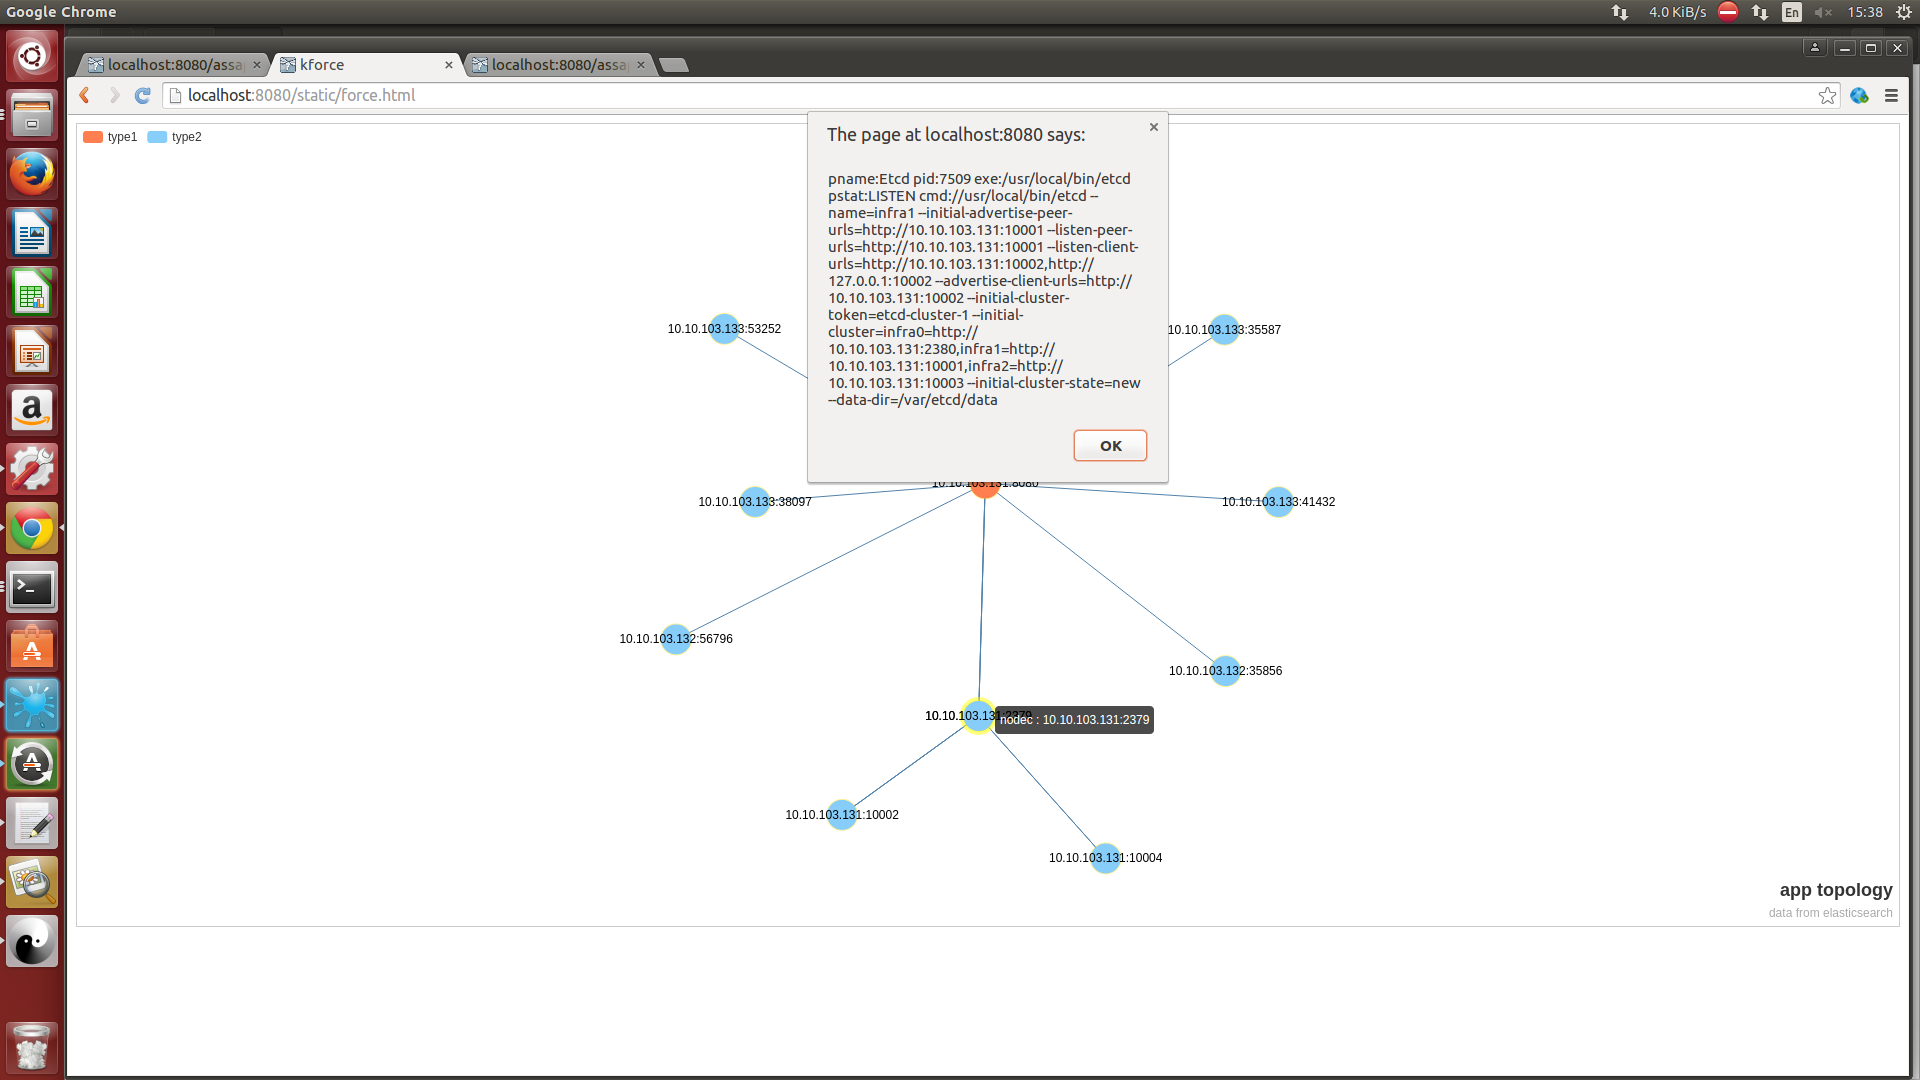 Google Chrome
4.0 KiB/s
En
15:38
localhost:8080/assa
kforce
localhost:8080/assa
localhost:8080/static/force.html
type1
type2
The page at localhost:8080 says:
pname:Etcd pid:7509 exe:/usr/local/bin/etcd
pstat:LISTEN cmd://usr/local/bin/etcd --
name=infra1 --initial-advertise-peer-
urls=http://10.10.103.131:10001 --listen-peer-
urls=http://10.10.103.131:10001 --listen-client-
urls=http://10.10.103.131:10002,http://
127.0.0.1:10002 --advertise-client-urls=http://
10.10.103.131:10002 --initial-cluster-
token=etcd-cluster-1 --initial-
cluster=infra0=http://
10.10.103.131:2380,infra1=http://
10.10.103.131:10001,infra2=http://
10.10.103.131:10003 --initial-cluster-state=new
--data-dir=/var/etcd/data
OK
10.10.103.133:53252
10.10.103.133:35587
10.10.103.131:8080
10.10.103.133:38097
10.10.103.133:41432
10.10.103.132:56796
10.10.103.132:35856
10.10.103.131:2379
nodec : 10.10.103.131:2379
10.10.103.131:10002
10.10.103.131:10004
app topology
data from elasticsearch